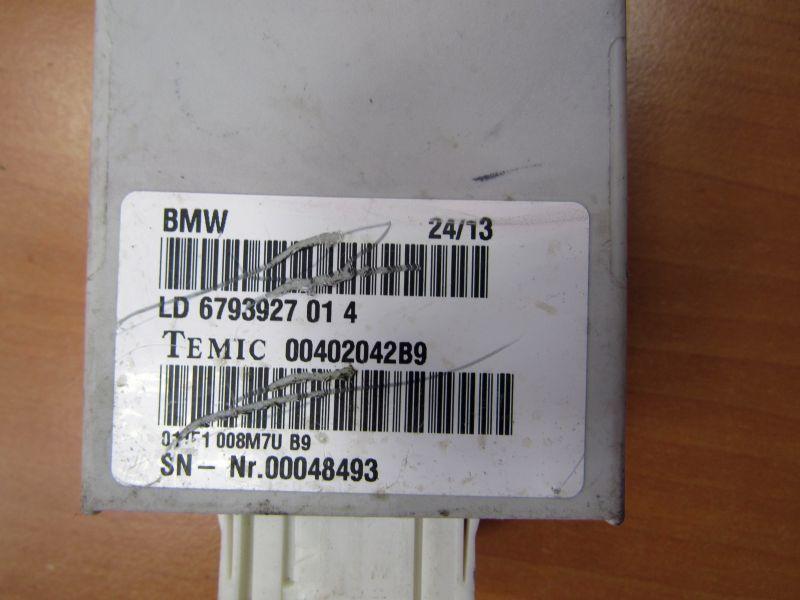 BMW 24/13
LD 6793927 01 4
TEMIC 00402042B9
008M7U B9
SN – Nr.00048493